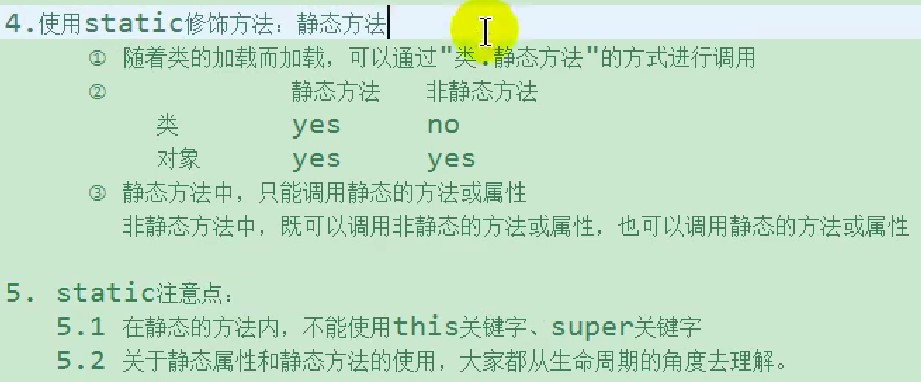 4.使用static修饰方法：静态方法
① 随着类的加载而加载，可以通过"类.静态方法"的方式进行调用
② 静态方法 非静态方法
类 yes no
对象 yes yes
③ 静态方法中，只能调用静态的方法或属性
非静态方法中，既可以调用非静态的方法或属性，也可以调用静态的方法或属性
5. static注意点：
5.1 在静态的方法内，不能使用this关键字、super关键字
5.2 关于静态属性和静态方法的使用，大家都从生命周期的角度去理解。